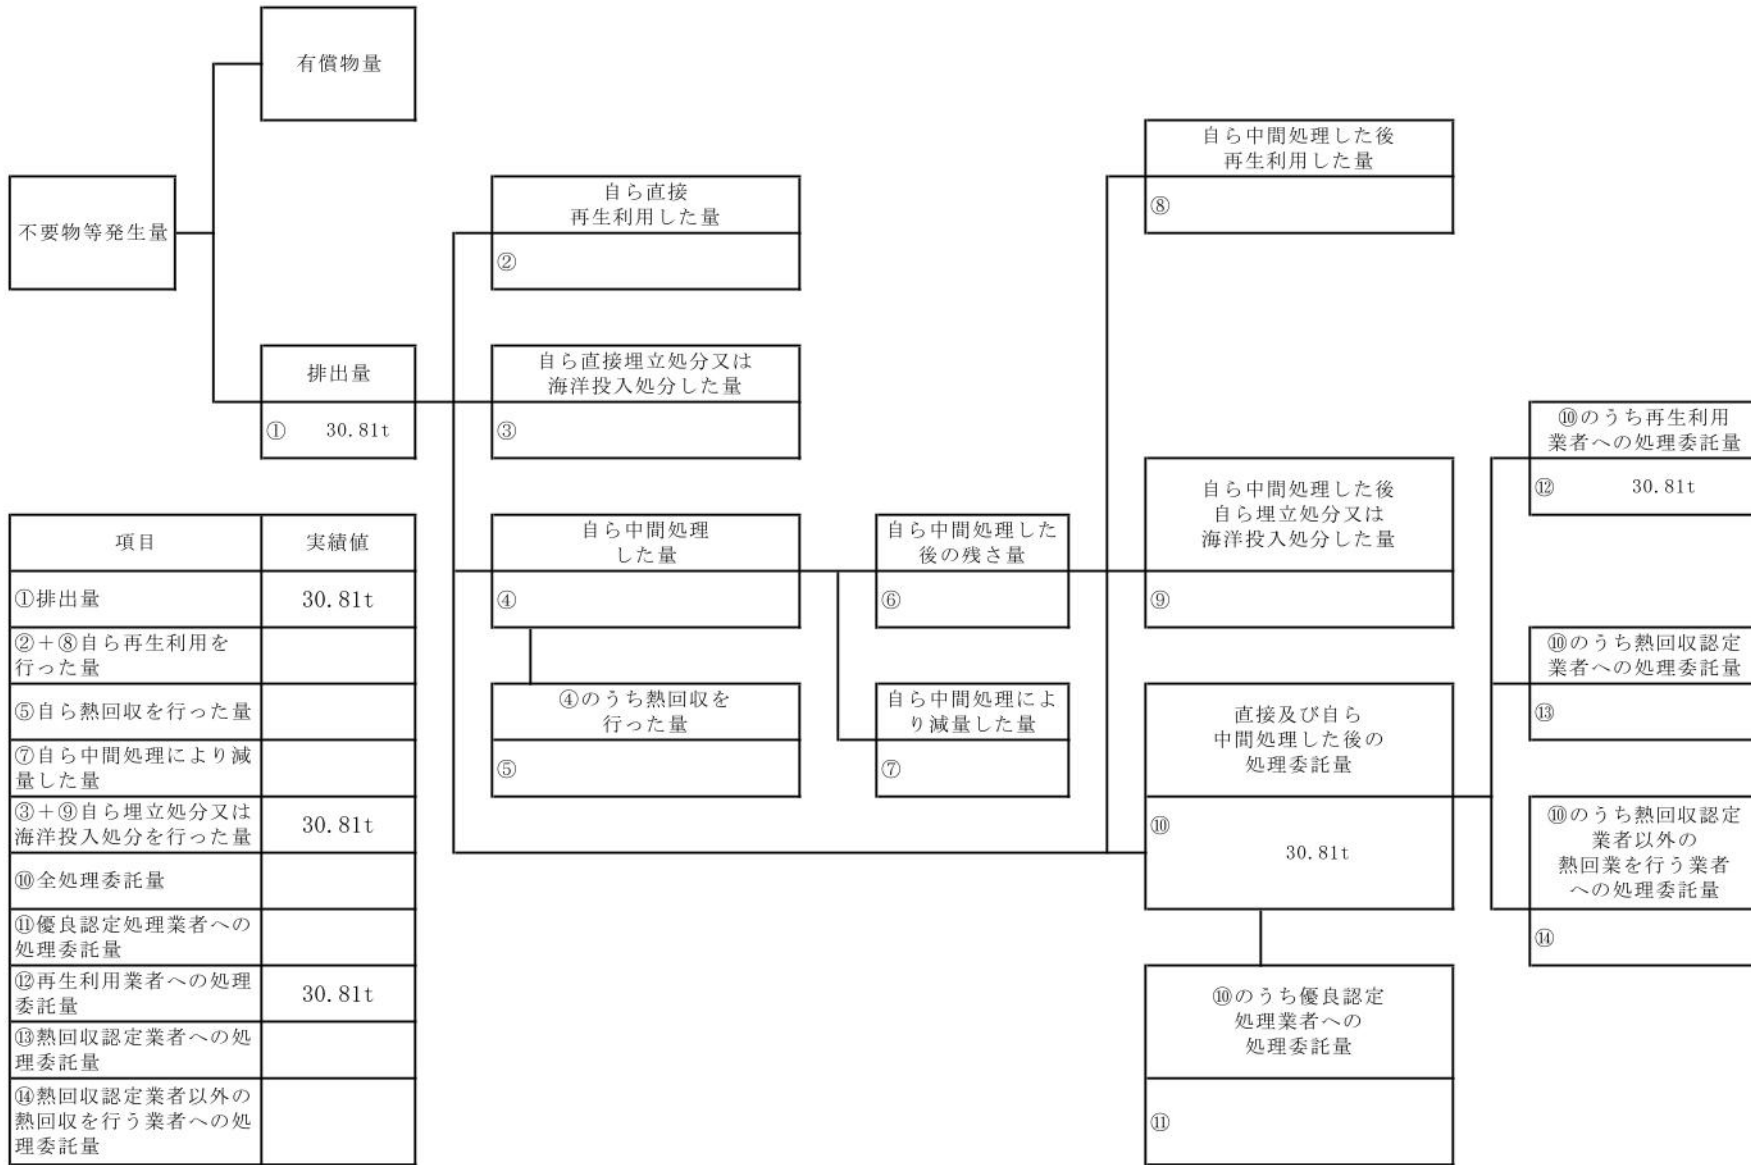 有償物量
不要物等発生量
排出量
① 30.81t
自ら直接
再生利用した量
②
自ら直接埋立処分又は
海洋投入処分した量
③
自ら中間処理
した量
④
④のうち熱回収を
行った量
⑤
自ら中間処理した
後の残さ量
⑥
自ら中間処理によ
り減量した量
⑦
自ら中間処理した後
再生利用した量
⑧
自ら中間処理した後
自ら埋立処分又は
海洋投入処分した量
⑨
直接及び自ら
中間処理した後の
処理委託量
⑩
30.81t
⑩のうち優良認定
処理業者への
処理委託量
⑪
⑩のうち再生利用
業者への処理委託量
⑫ 30.81t
⑩のうち熱回収認定
業者への処理委託量
⑬
⑩のうち熱回収認定
業者以外の
熱回業を行う業者
への処理委託量
⑭
項目 実績値
①排出量 30.81t
②+⑧自ら再生利用を
行った量
⑤自ら熱回収を行った量
⑦自ら中間処理により減
量した量
③+⑨自ら埋立処分又は
海洋投入処分を行った量 30.81t
⑩全処理委託量
⑪優良認定処理業者への
処理委託量
⑫再生利用業者への処理
委託量 30.81t
⑬熱回収認定業者への処
理委託量
⑭熱回収認定業者以外の
熱回収を行う業者への処
理委託量